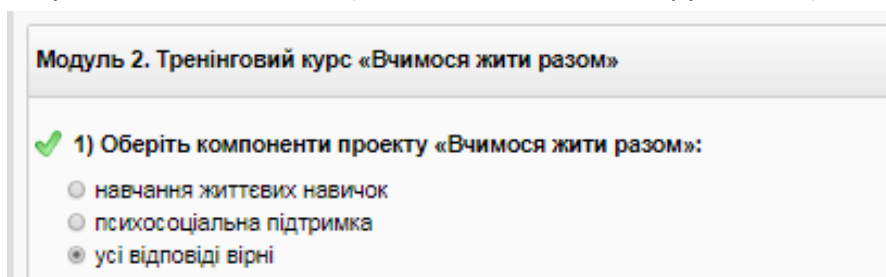 Модуль 2. Тренінговий курс «Вчимося жити разом»
1) Оберіть компоненти проекту «Вчимося жити разом»:
навчання життєвих навичок
психосоціальна підтримка
усі відповіді вірні